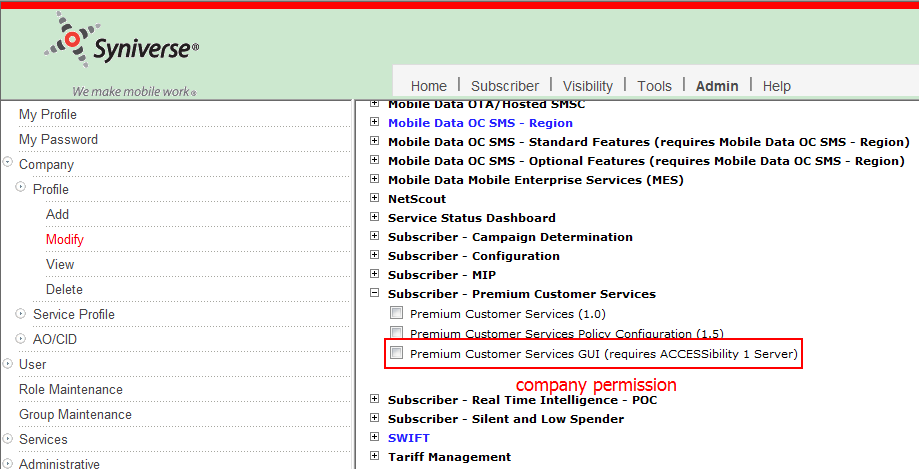 Syniverse®
We make mobile work®
Home | Subscriber | Visibility | Tools | Admin | Help
My Profile
My Password
Company
Profile
Add
Modify
View
Delete
Service Profile
AO/CID
User
Role Maintenance
Group Maintenance
Services
Administrative
Mobile Data OTA/Hosted SMSC
Mobile Data OC SMS - Region
Mobile Data OC SMS - Standard Features (requires Mobile Data OC SMS - Region)
Mobile Data OC SMS - Optional Features (requires Mobile Data OC SMS - Region)
Mobile Data Mobile Enterprise Services (MES)
NetScout
Service Status Dashboard
Subscriber - Campaign Determination
Subscriber - Configuration
Subscriber - MIP
Subscriber - Premium Customer Services
Premium Customer Services (1.0)
Premium Customer Services Policy Configuration (1.5)
Premium Customer Services GUI (requires ACCESSibility 1 Server)
company permission
Subscriber - Real Time Intelligence - POC
Subscriber - Silent and Low Spender
SWIFT
Tariff Management